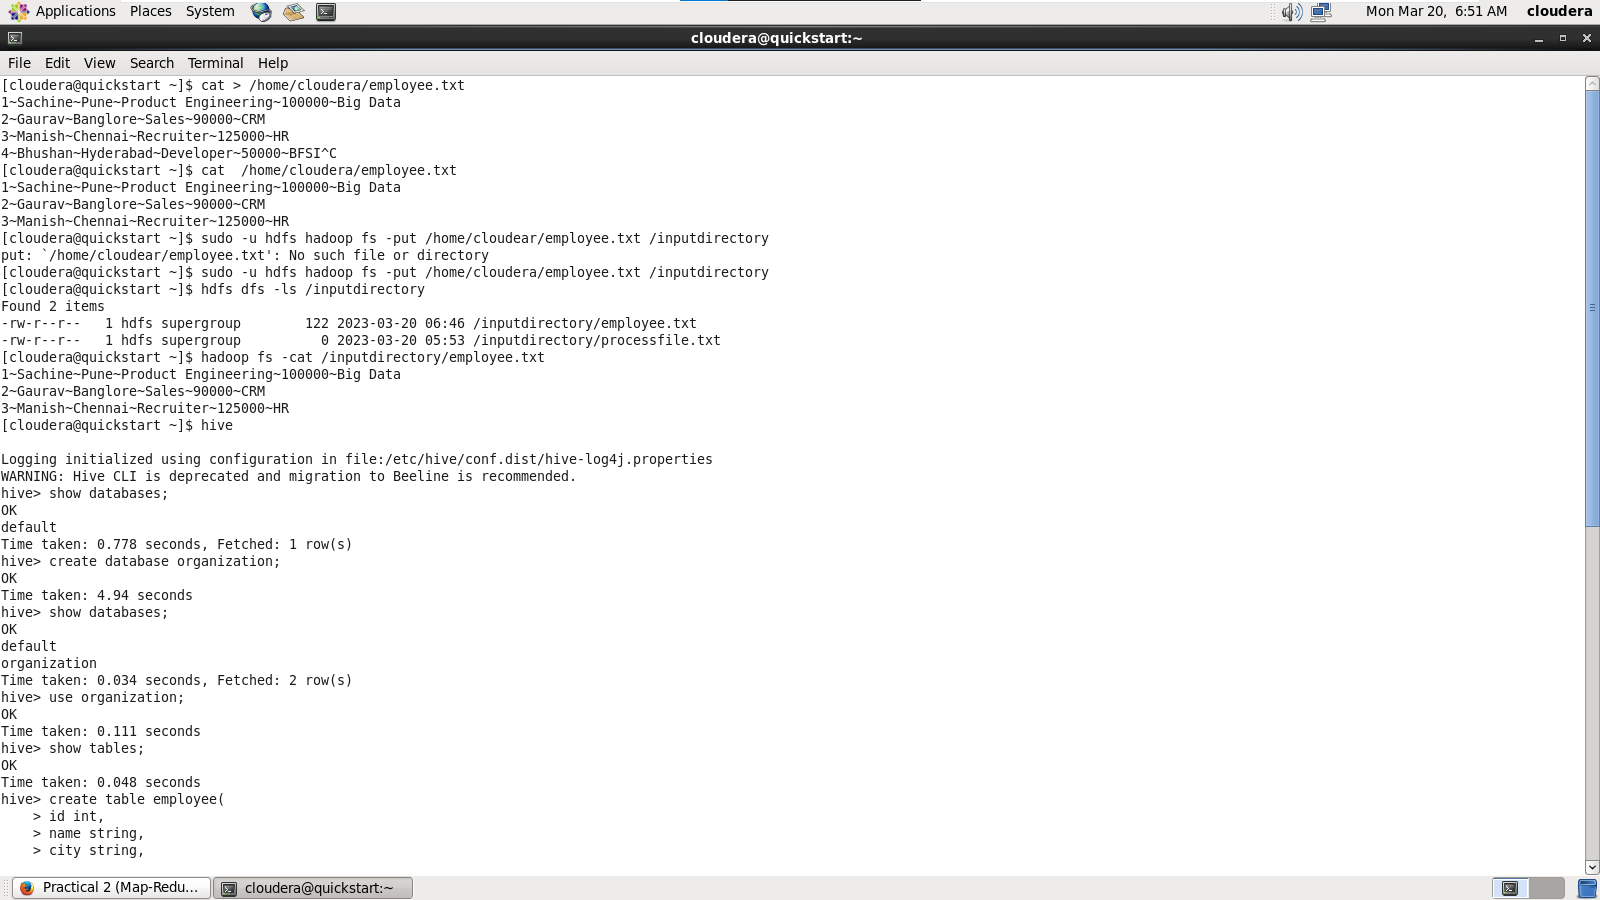 Applications Places System Mon Mar 20, 6:51 AM cloudera
cloudera@quickstart:~
File Edit View Search Terminal Help
[cloudera@quickstart ~]$ cat > /home/cloudera/employee.txt
1~Sachine~Pune~Product Engineering~100000~Big Data
2~Gaurav~Banglore~Sales~90000~CRM
3~Manish~Chennai~Recruiter~125000~HR
4~Bhushan~Hyderabad~Developer~50000~BFSI^C
[cloudera@quickstart ~]$ cat  /home/cloudera/employee.txt
1~Sachine~Pune~Product Engineering~100000~Big Data
2~Gaurav~Banglore~Sales~90000~CRM
3~Manish~Chennai~Recruiter~125000~HR
[cloudera@quickstart ~]$ sudo -u hdfs hadoop fs -put /home/cloudear/employee.txt /inputdirectory
put: `/home/cloudear/employee.txt': No such file or directory
[cloudera@quickstart ~]$ sudo -u hdfs hadoop fs -put /home/cloudera/employee.txt /inputdirectory
[cloudera@quickstart ~]$ hdfs dfs -ls /inputdirectory
Found 2 items
-rw-r--r--   1 hdfs supergroup        122 2023-03-20 06:46 /inputdirectory/employee.txt
-rw-r--r--   1 hdfs supergroup          0 2023-03-20 05:53 /inputdirectory/processfile.txt
[cloudera@quickstart ~]$ hadoop fs -cat /inputdirectory/employee.txt
1~Sachine~Pune~Product Engineering~100000~Big Data
2~Gaurav~Banglore~Sales~90000~CRM
3~Manish~Chennai~Recruiter~125000~HR
[cloudera@quickstart ~]$ hive
Logging initialized using configuration in file:/etc/hive/conf.dist/hive-log4j.properties
WARNING: Hive CLI is deprecated and migration to Beeline is recommended.
hive> show databases;
OK
default
Time taken: 0.778 seconds, Fetched: 1 row(s)
hive> create database organization;
OK
Time taken: 4.94 seconds
hive> show databases;
OK
default
organization
Time taken: 0.034 seconds, Fetched: 2 row(s)
hive> use organization;
OK
Time taken: 0.111 seconds
hive> show tables;
OK
Time taken: 0.048 seconds
hive> create table employee(
    > id int,
    > name string,
    > city string,
Practical 2 (Map-Redu... cloudera@quickstart:~